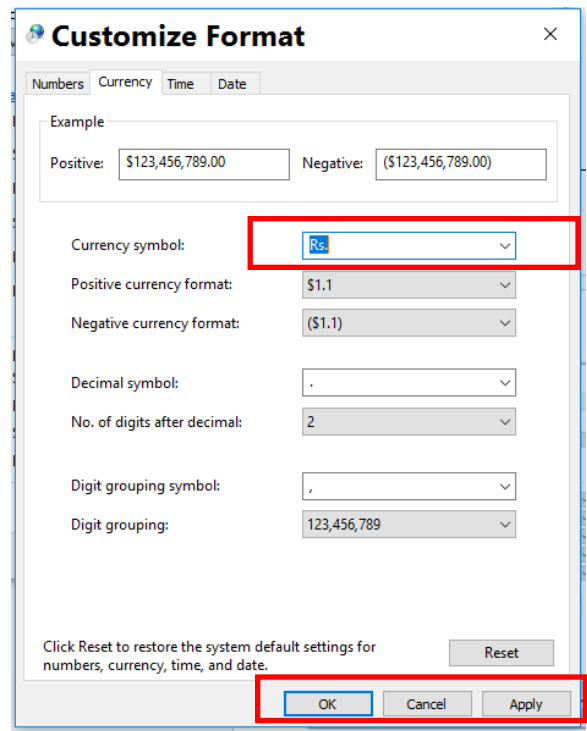 Customize Format
Numbers Currency Time Date
Example
Positive: $123,456,789.00 Negative: ($123,456,789.00)
Currency symbol: Rs.
Positive currency format: $1.1
Negative currency format: ($1.1)
Decimal symbol: .
No. of digits after decimal: 2
Digit grouping symbol: ,
Digit grouping: 123,456,789
Click Reset to restore the system default settings for
numbers, currency, time, and date.
Reset
OK Cancel Apply